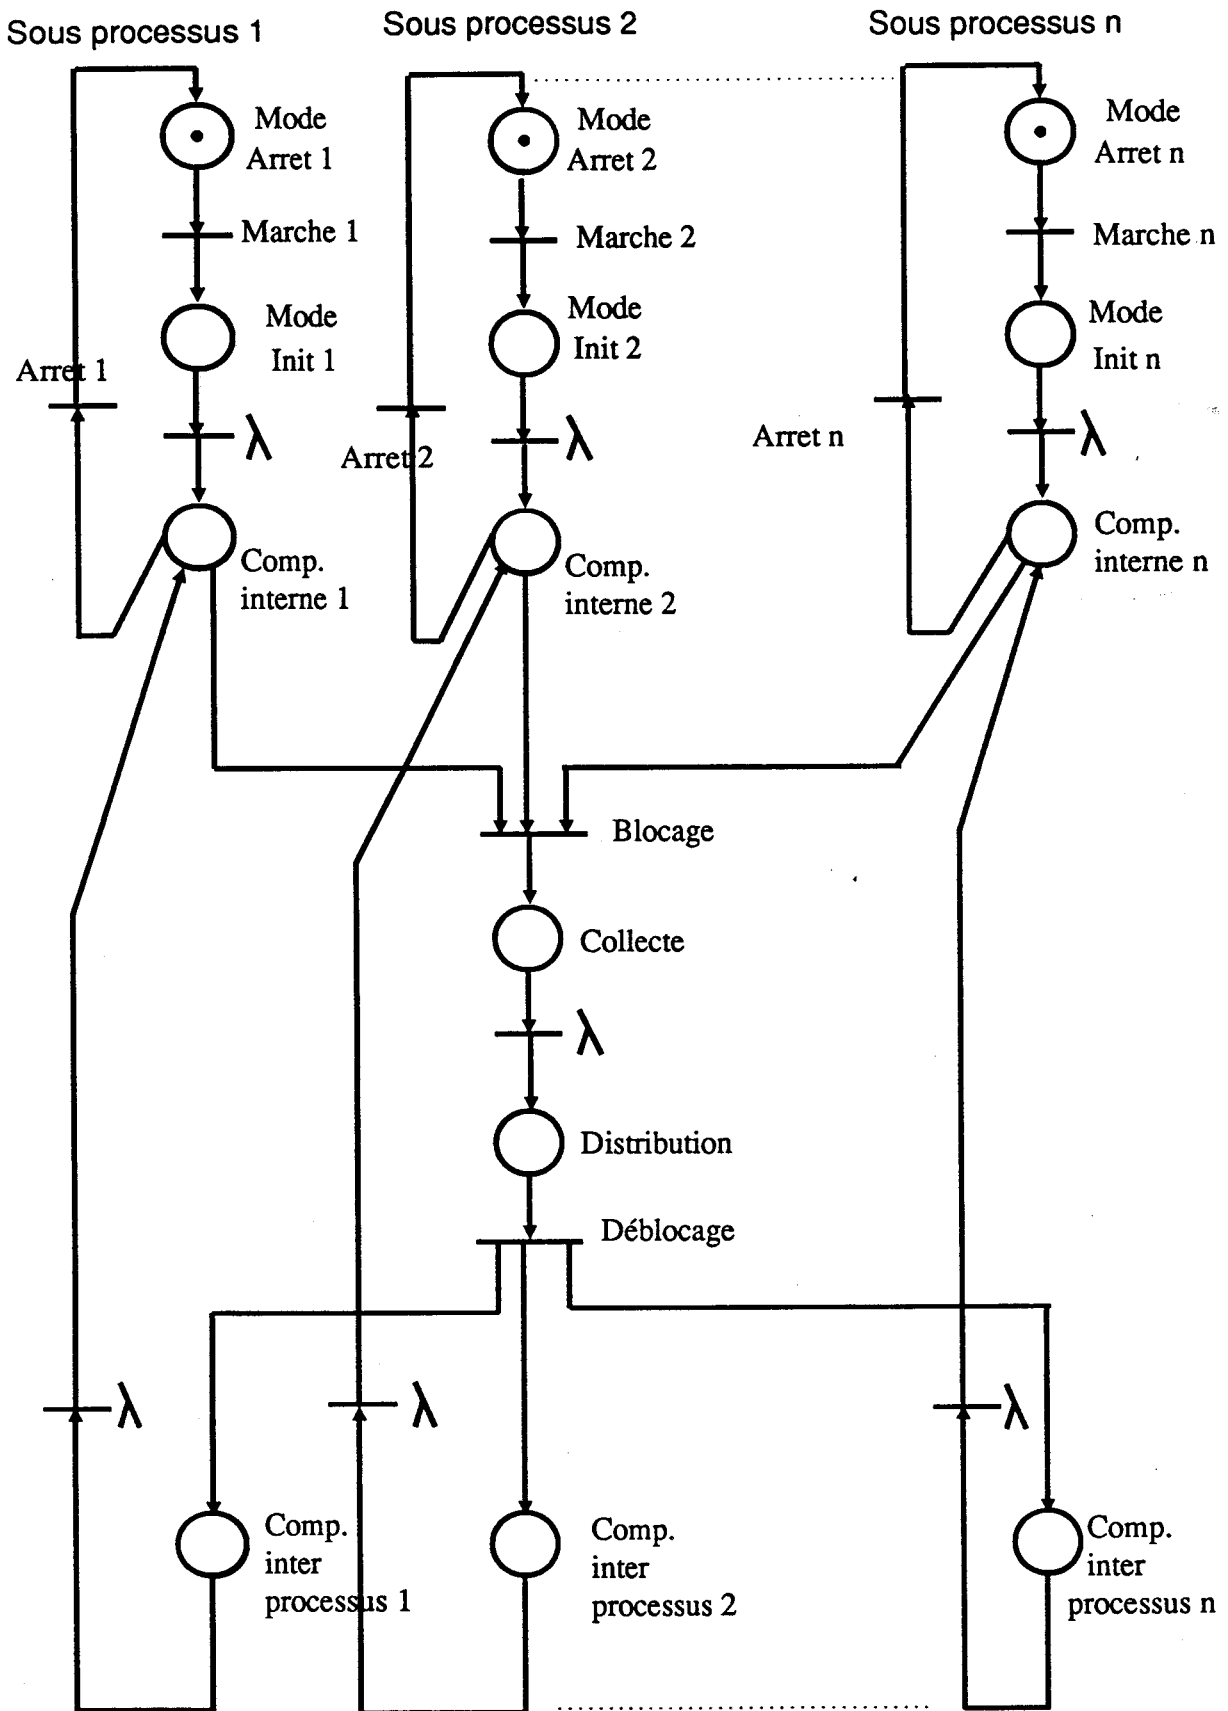 Sous processus 1
Sous processus 2
Sous processus n
Mode
Arret 1
Mode
Arret 2
Mode
Arret n
Marche 1
Marche 2
Marche n
Mode
Init 1
Mode
Init 2
Mode
Init n
Arret 1
λ
Arret 2
λ
Arret n
λ
Comp.
interne 1
Comp.
interne 2
Comp.
interne n
Blocage
Collecte
λ
Distribution
Déblocage
λ
λ
λ
Comp.
inter
processus 1
Comp.
inter
processus 2
Comp.
inter
processus n